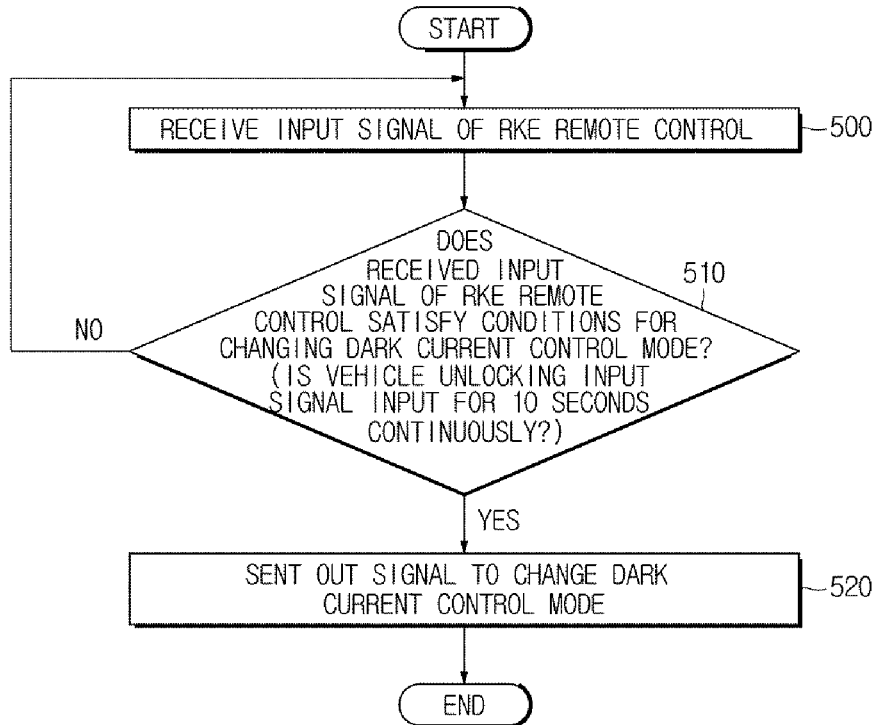 START
RECEIVE INPUT SIGNAL OF RKE REMOTE CONTROL
500
DOES
RECEIVED INPUT
SIGNAL OF RKE REMOTE
CONTROL SATISFY CONDITIONS FOR
CHANGING DARK CURRENT CONTROL MODE?
(IS VEHICLE UNLOCKING INPUT
SIGNAL INPUT FOR 10 SECONDS
CONTINUOUSLY?)
510
NO
YES
SENT OUT SIGNAL TO CHANGE DARK
CURRENT CONTROL MODE
520
END